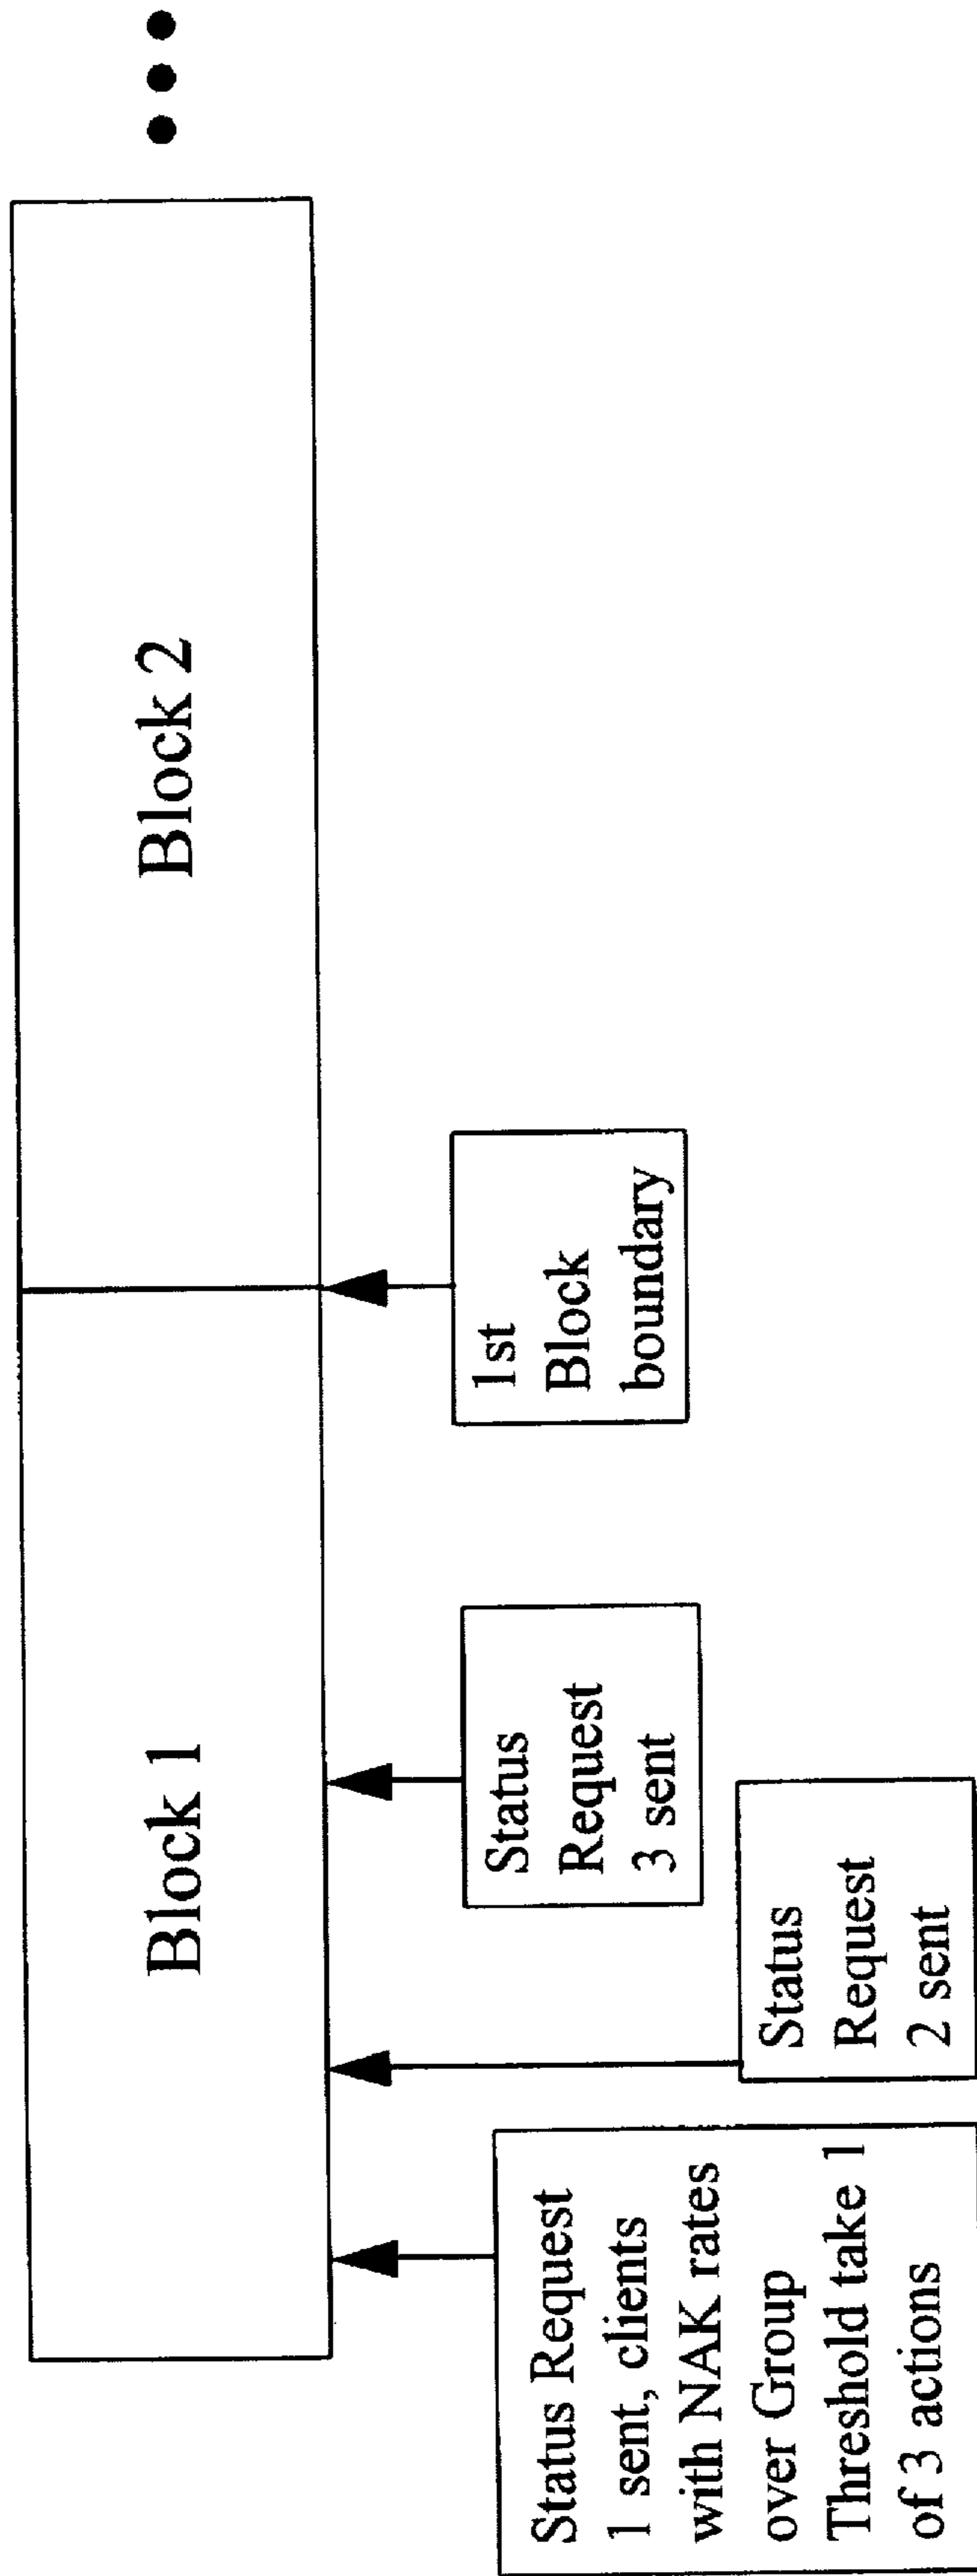 Block 1
Block 2
Status Request
1 sent, clients
with NAK rates
over Group
Threshold take 1
of 3 actions
Status
Request
2 sent
Status
Request
3 sent
1st
Block
boundary